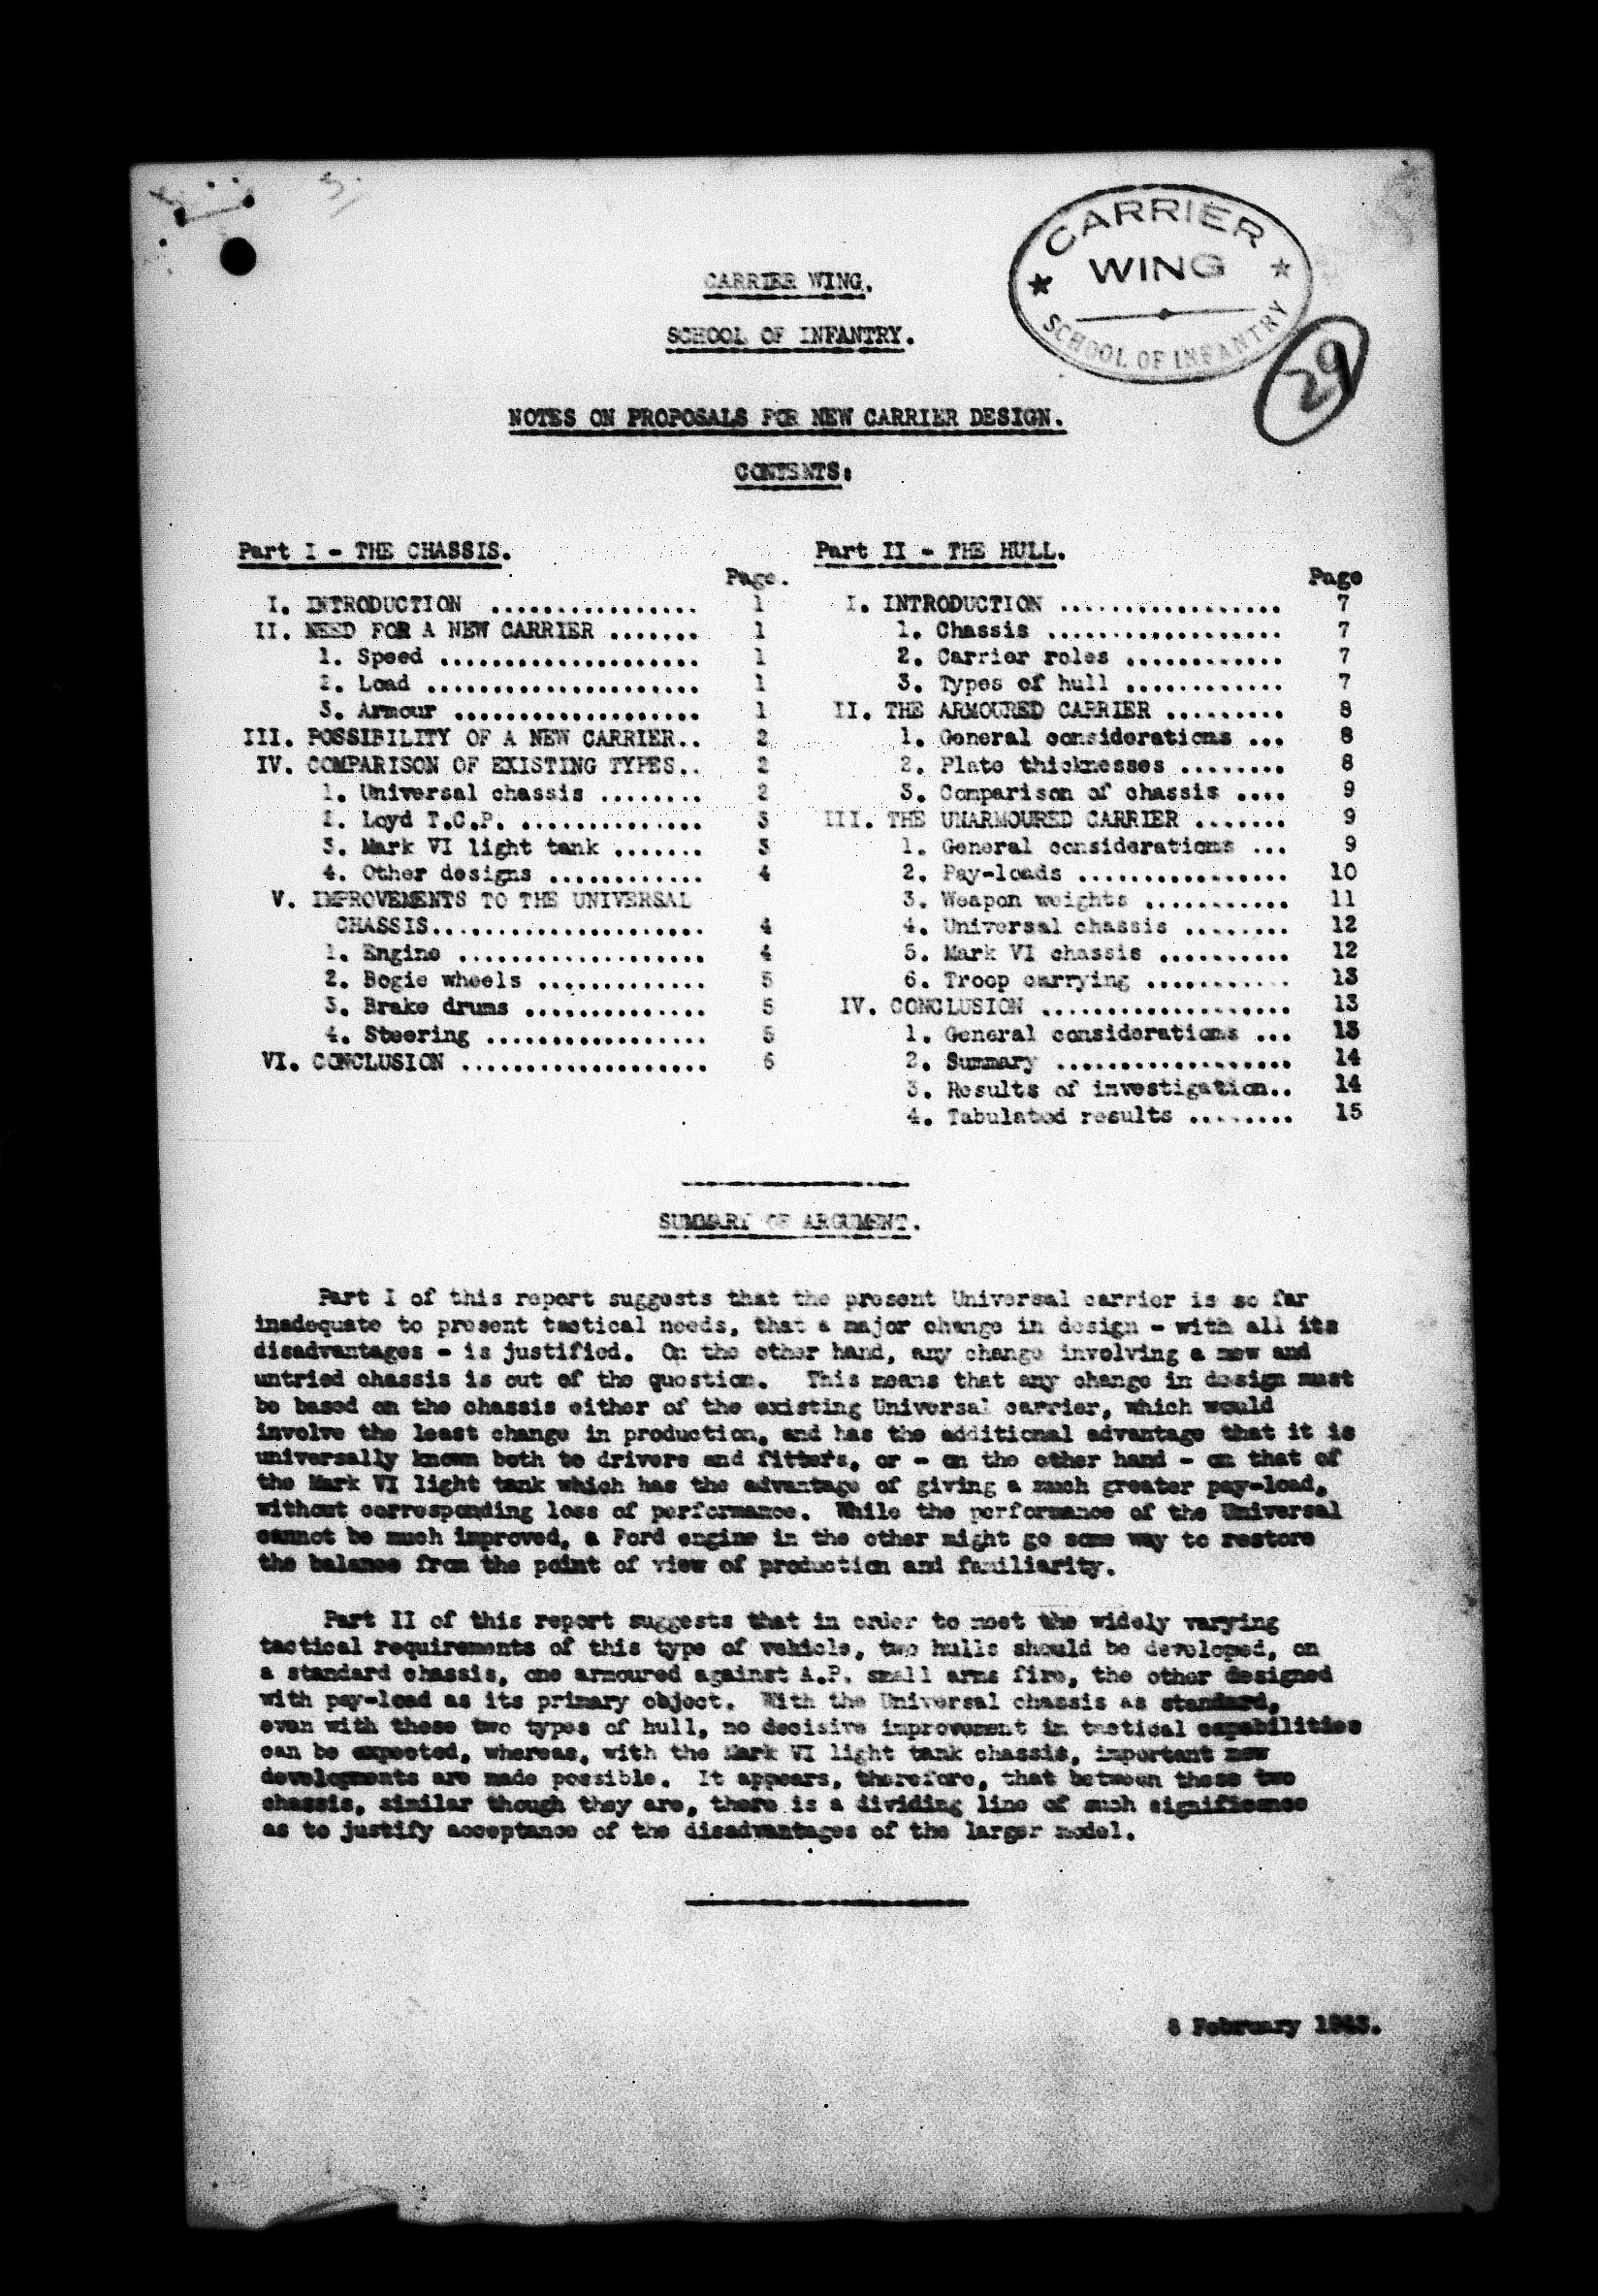 CARRIER
WING
SCHOOL OF INFANTRY
29
CARRIER WING.
SCHOOL OF INFANTRY.
NOTES ON PROPOSALS FOR NEW CARRIER DESIGN.
CONTENTS:
Part I - THE CHASSIS.
Page.
I. INTRODUCTION ................ 1
II. NEED FOR A NEW CARRIER ....... 1
1. Speed .................... 1
2. Load ..................... 1
3. Armour ................... 1
III. POSSIBILITY OF A NEW CARRIER.. 2
IV. COMPARISON OF EXISTING TYPES.. 2
1. Universal chassis ........ 2
2. Loyd T.C.P. .............. 3
3. Mark VI light tank ....... 3
4. Other designs ............ 4
V. IMPROVEMENTS TO THE UNIVERSAL
CHASSIS..................... 4
1. Engine ................... 4
2. Bogie wheels ............. 5
3. Brake drums .............. 5
4. Steering ................. 5
VI. CONCLUSION ................... 6
Part II - THE HULL.
Page
I. INTRODUCTION ................. 7
1. Chassis .................. 7
2. Carrier roles ............ 7
3. Types of hull ............ 7
II. THE ARMOURED CARRIER ......... 8
1. General considerations ... 8
2. Plate thicknesses ........ 8
3. Comparison of chassis .... 9
III. THE UNARMOURED CARRIER ....... 9
1. General considerations ... 9
2. Pay-loads ................ 10
3. Weapon weights ........... 11
4. Universal chassis ........ 12
5. Mark VI chassis .......... 12
6. Troop carrying ........... 13
IV. CONCLUSION ................... 13
1. General considerations ... 13
2. Summary .................. 14
3. Results of investigation.. 14
4. Tabulated results ........ 15
SUMMARY OF ARGUMENT.
Part I of this report suggests that the present Universal carrier is so far
inadequate to present tactical needs, that a major change in design - with all its
disadvantages - is justified. On the other hand, any change involving a new and
untried chassis is out of the question. This means that any change in design must
be based on the chassis either of the existing Universal carrier, which would
involve the least change in production, and has the additional advantage that it is
universally known both to drivers and fitters, or - on the other hand - on that of
the Mark VI light tank which has the advantage of giving a much greater pay-load,
without corresponding loss of performance. While the performance of the Universal
cannot be much improved, a Ford engine in the other might go some way to restore
the balance from the point of view of production and familiarity.
Part II of this report suggests that in order to meet the widely varying
tactical requirements of this type of vehicle, two hulls should be developed, on
a standard chassis, one armoured against A.P. small arms fire, the other designed
with pay-load as its primary object. With the Universal chassis as standard,
even with these two types of hull, no decisive improvement in tactical capabilities
can be expected, whereas, with the Mark VI light tank chassis, important new
developments are made possible. It appears, therefore, that between these two
chassis, similar though they are, there is a dividing line of such significance
as to justify acceptance of the disadvantages of the larger model.
February 1943.